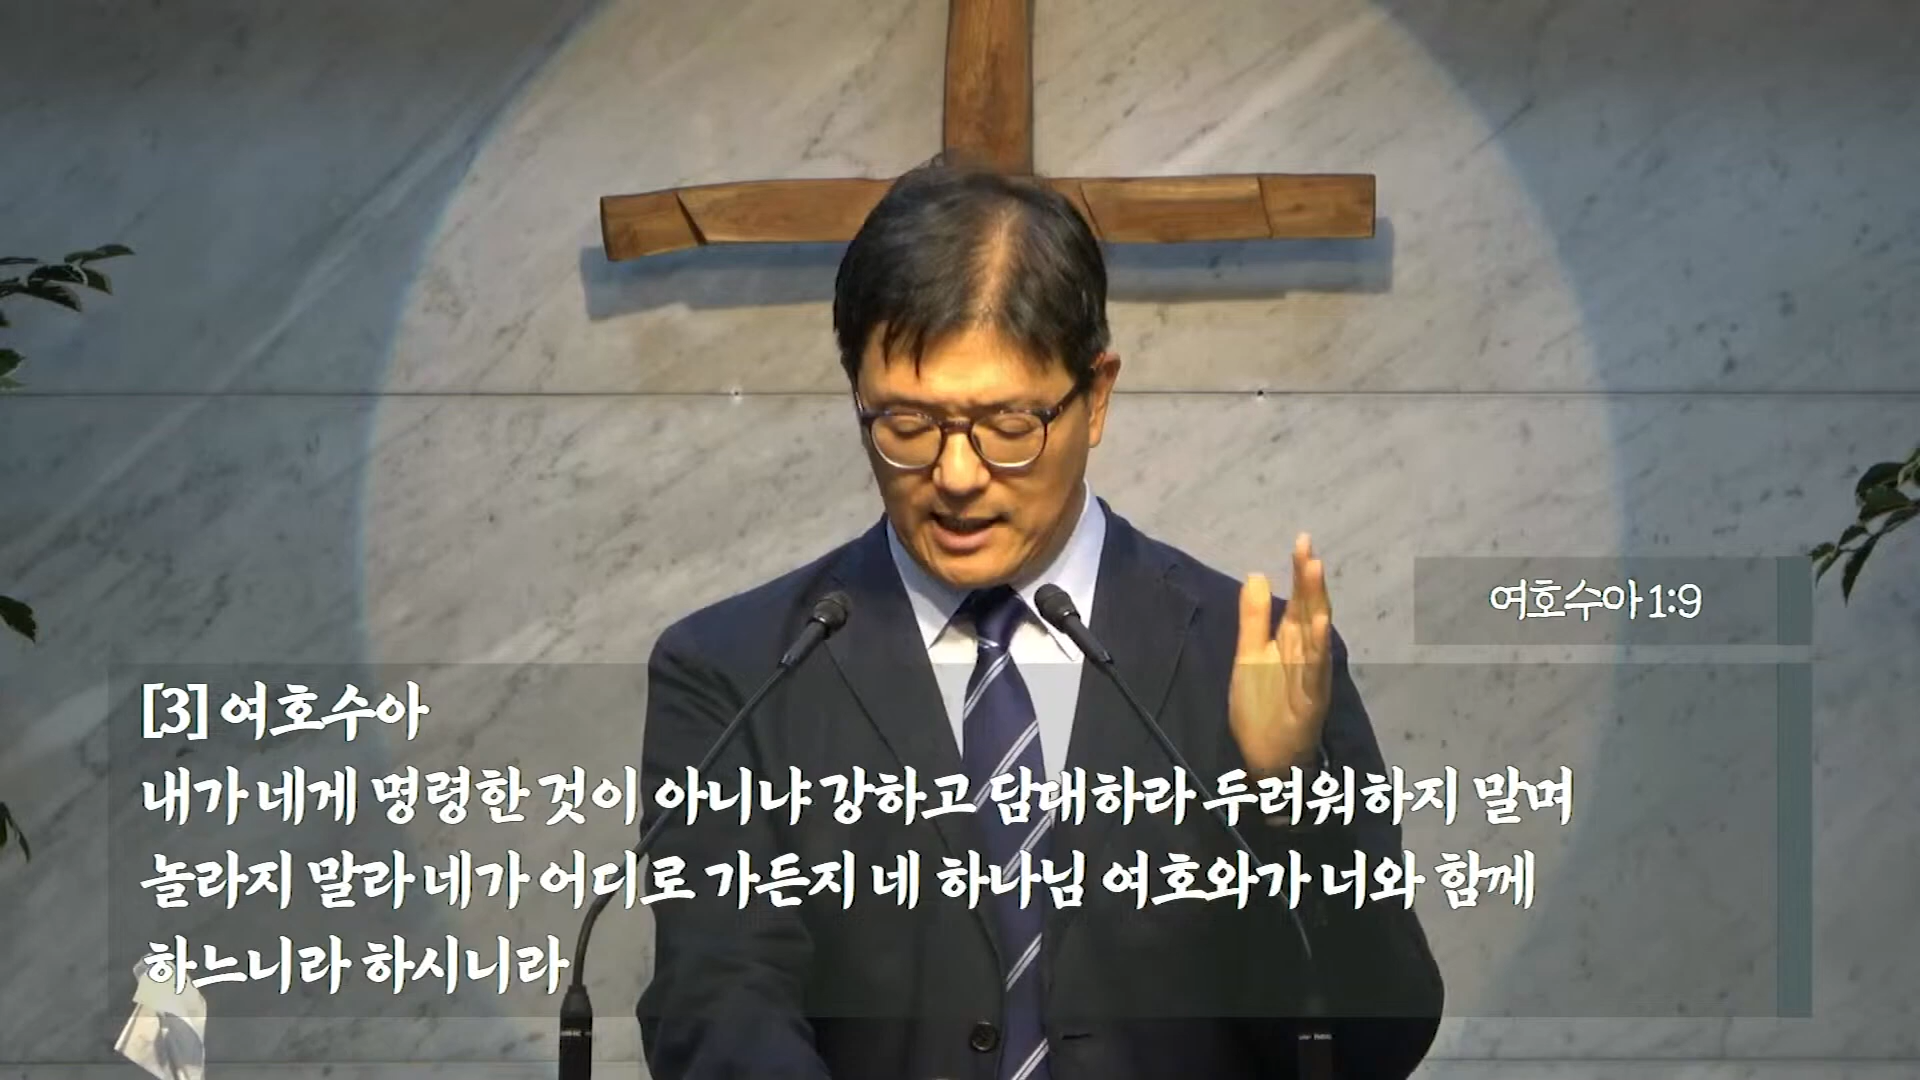 여호수아 1:9
[3] 여호수아
내가 네게 명령한 것이 아니냐 강하고 담대하라 두려워하지 말며
놀라지 말라 네가 어디로 가든지 네 하나님 여호와가 너와 함께
하느니라 하시니라